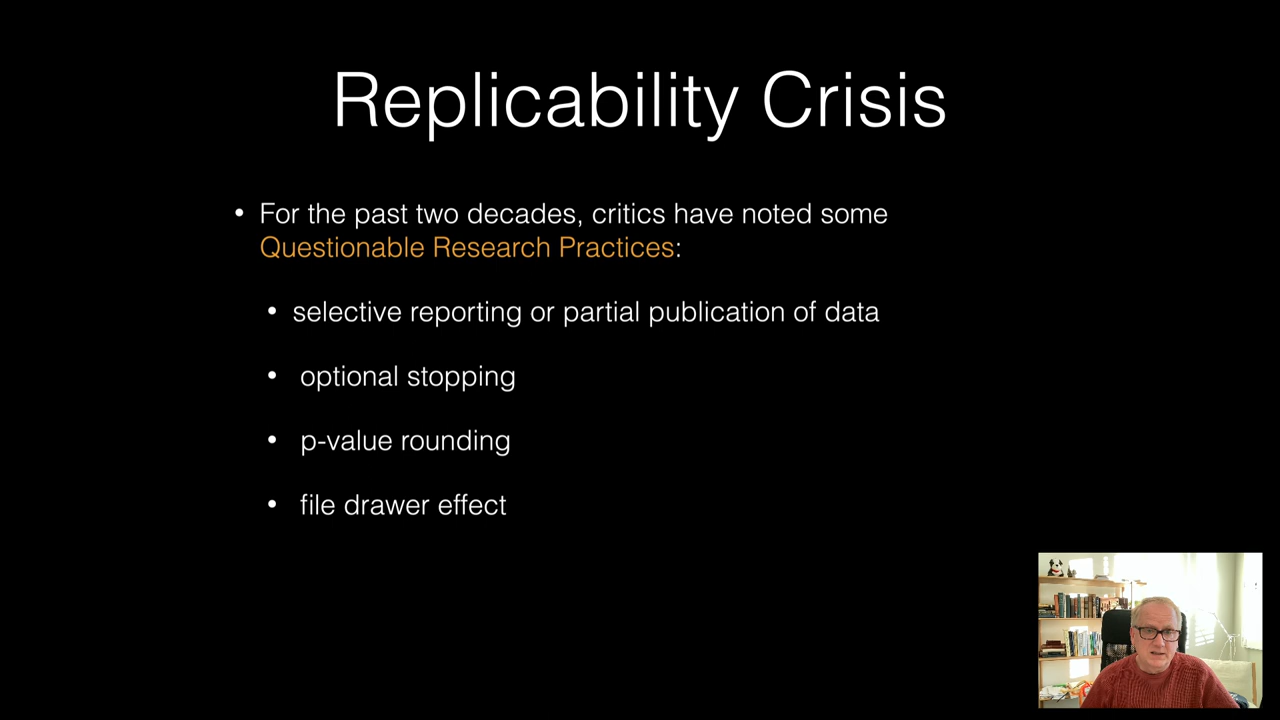 Replicability Crisis
• For the past two decades, critics have noted some
Questionable Research Practices:
• selective reporting or partial publication of data
• optional stopping
• p-value rounding
• file drawer effect